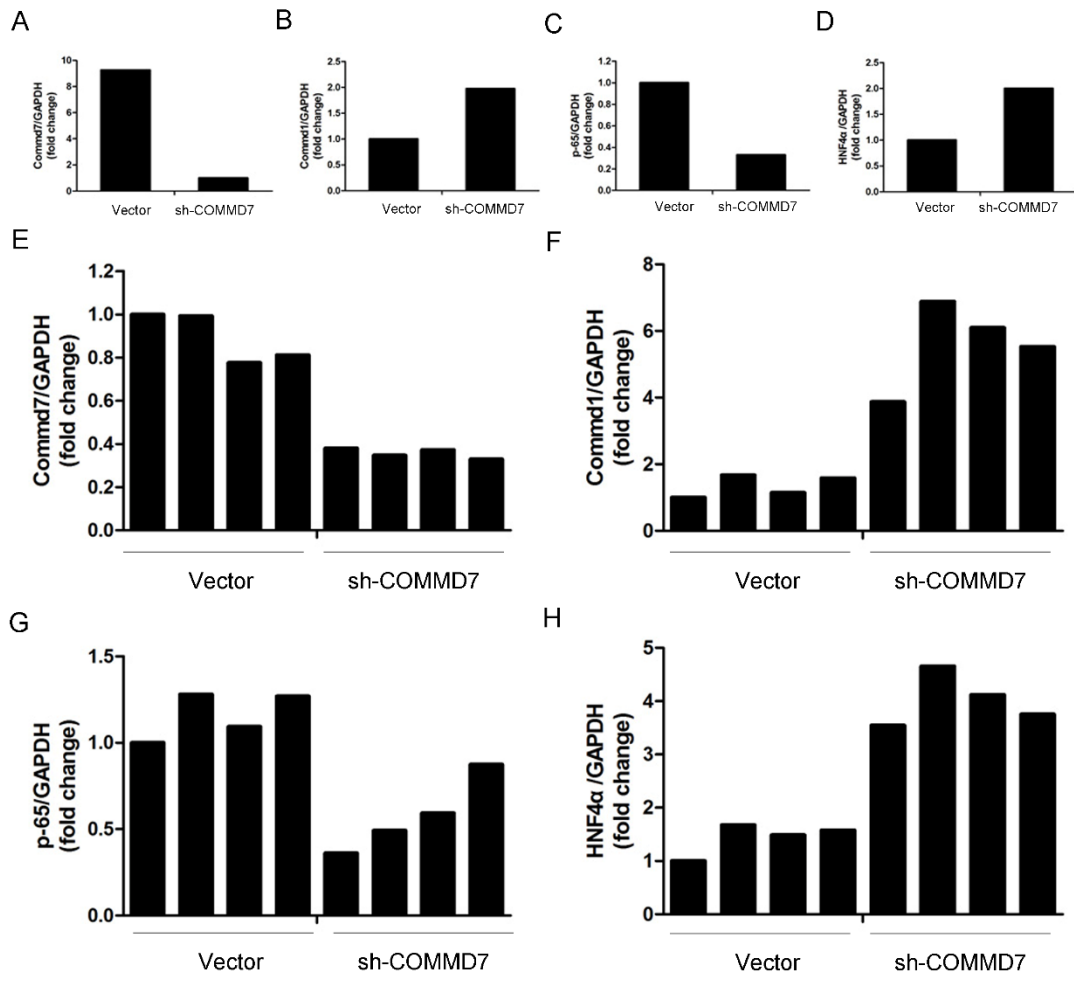 A
B
C
D
Commd7/GAPDH
(fold change)
10
8
6
4
2
0
Vector
sh-COMMD7
Commd1/GAPDH
(fold change)
2.5
2.0
1.5
1.0
0.5
0.0
Vector
sh-COMMD7
p-65/GAPDH
(fold change)
1.2
1.0
0.8
0.6
0.4
0.2
0.0
Vector
sh-COMMD7
HNF4α/GAPDH
(fold change)
2.5
2.0
1.5
1.0
0.5
0.0
Vector
sh-COMMD7
E
Commd7/GAPDH
(fold change)
1.2
1.0
0.8
0.6
0.4
0.2
0.0
Vector
sh-COMMD7
F
Commd1/GAPDH
(fold change)
8
6
4
2
0
Vector
sh-COMMD7
G
p-65/GAPDH
(fold change)
1.5
1.0
0.5
0.0
Vector
sh-COMMD7
H
HNF4α/GAPDH
(fold change)
5
4
3
2
1
0
Vector
sh-COMMD7